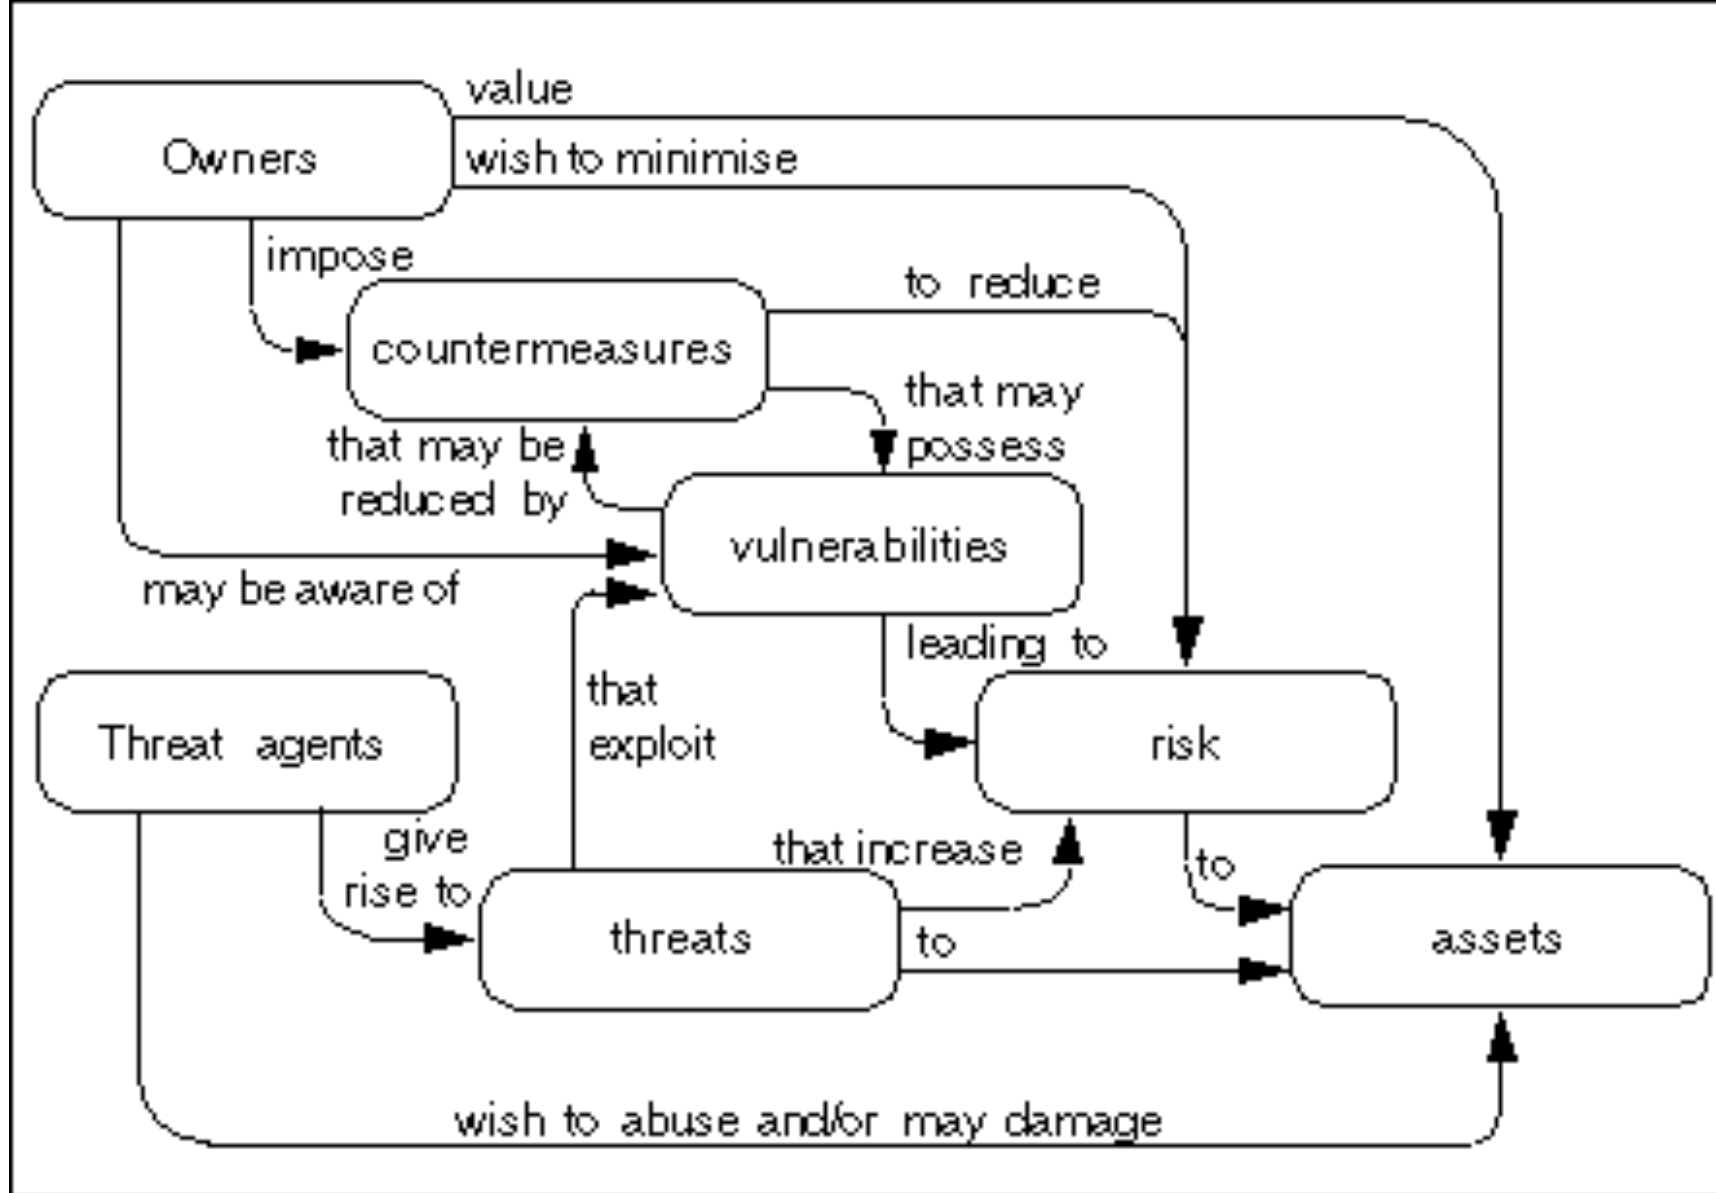 value
Owners
wish to minimise
impose
to reduce
countermeasures
that may
possess
that may be
reduced by
vulnerabilities
may be aware of
leading to
that
exploit
Threat agents
risk
give
rise to
that increase
to
threats
to
assets
wish to abuse and/or may damage